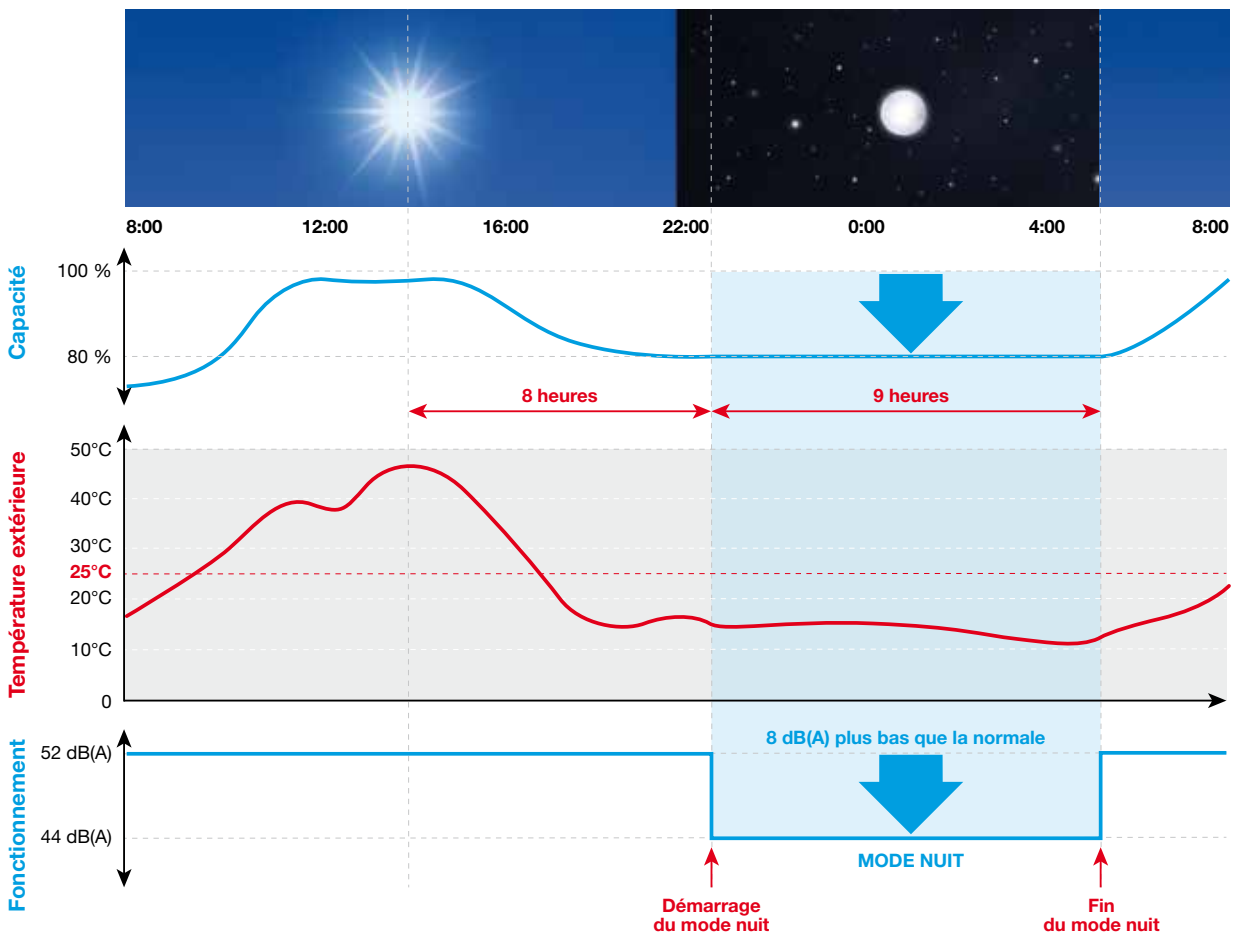 8:00 12:00 16:00 22:00 0:00 4:00 8:00
Capacité
100 %
80 %
8 heures 9 heures
Température extérieure
50°C
40°C
30°C
25°C
20°C
10°C
0
Fonctionnement
52 dB(A)
44 dB(A)
8 dB(A) plus bas que la normale
MODE NUIT
Démarrage
du mode nuit
Fin
du mode nuit